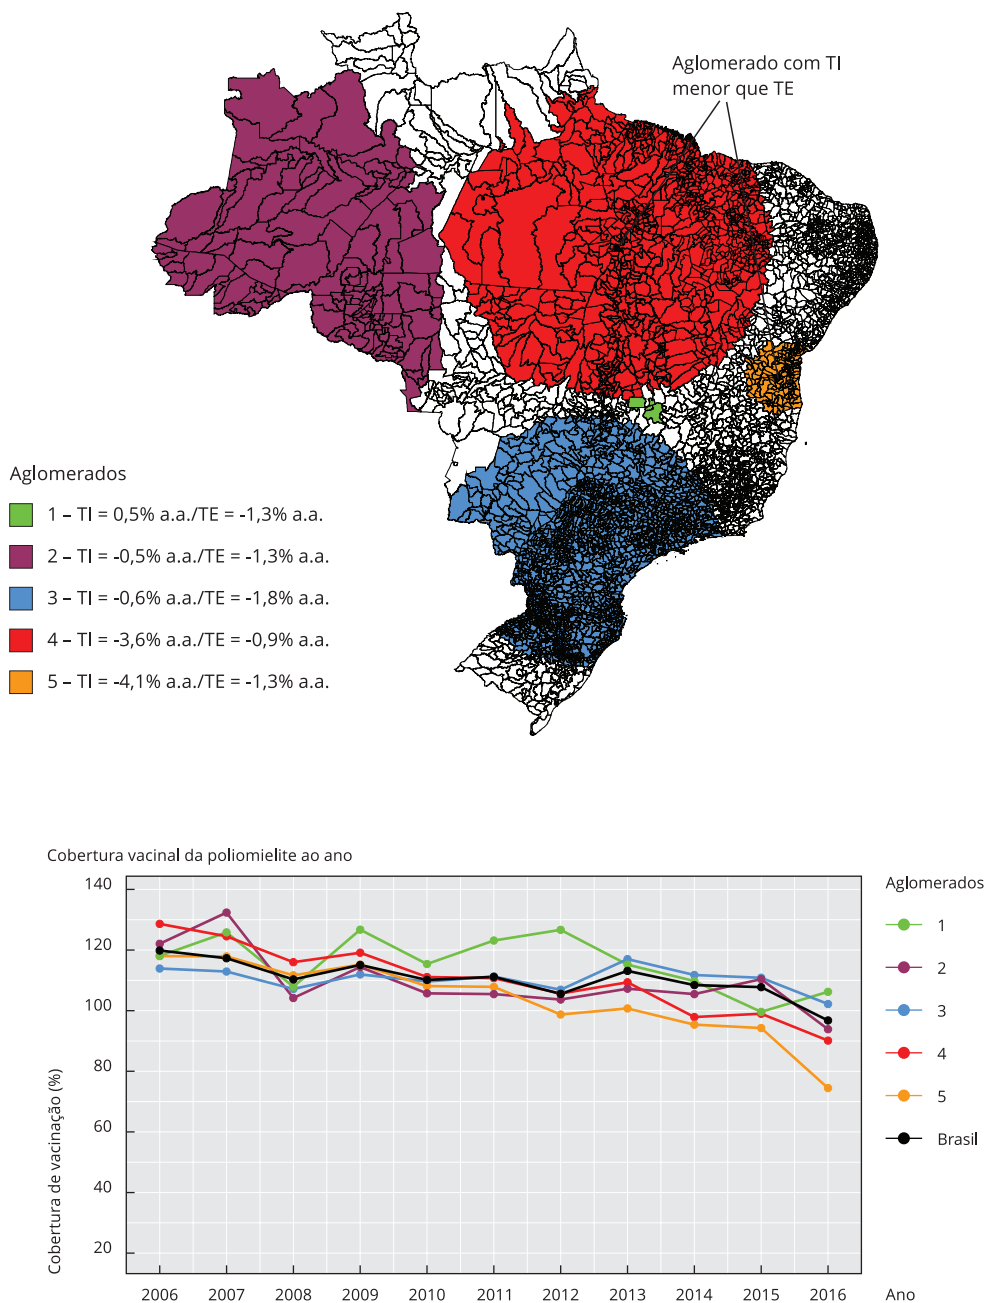 Aglomerado com TI
menor que TE
Aglomerados
1 – TI = 0,5% a.a./TE = -1,3% a.a.
2 – TI = -0,5% a.a./TE = -1,3% a.a.
3 – TI = -0,6% a.a./TE = -1,8% a.a.
4 – TI = -3,6% a.a./TE = -0,9% a.a.
5 – TI = -4,1% a.a./TE = -1,3% a.a.
Cobertura vacinal da poliomielite ao ano
Cobertura de vacinação (%)
140
120
100
80
60
40
20
2006 2007 2008 2009 2010 2011 2012 2013 2014 2015 2016 Ano
Aglomerados
1
2
3
4
5
Brasil